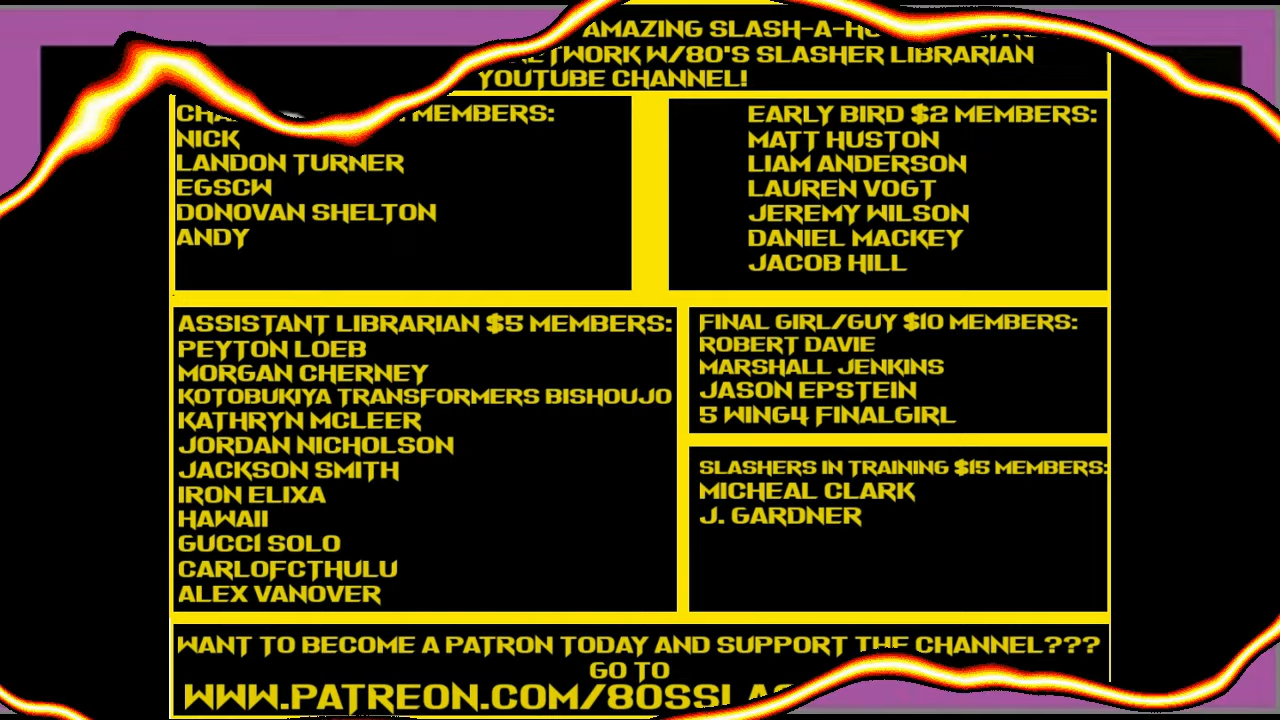 AMAZING SLASH-A-
NETWORK W/80'S SLASHER LIBRARIAN
YOUTUBE CHANNEL!
MEMBERS:
NICK
LANDON TURNER
EGSCW
DONOVAN SHELTON
ANDY
EARLY BIRD $2 MEMBERS:
MATT HUSTON
LIAM ANDERSON
LAUREN VOGT
JEREMY WILSON
DANIEL MACKEY
JACOB HILL
ASSISTANT LIBRARIAN $5 MEMBERS:
PEYTON LOEB
MORGAN CHERNEY
KOTOBUKIYA TRANSFORMERS BISHOUJO
KATHRYN MCLEER
JORDAN NICHOLSON
JACKSON SMITH
IRON ELIXA
HAWAII
GUCCI SOLO
CARLOFCTHULU
ALEX VANOVER
FINAL GIRL/GUY $10 MEMBERS:
ROBERT DAVIE
MARSHALL JENKINS
JASON EPSTEIN
5 WING4 FINALGIRL
SLASHERS IN TRAINING $15 MEMBERS:
MICHEAL CLARK
J. GARDNER
WANT TO BECOME A PATRON TODAY AND SUPPORT THE CHANNEL???
GO TO
WWW.PATREON.COM/80SSLAS